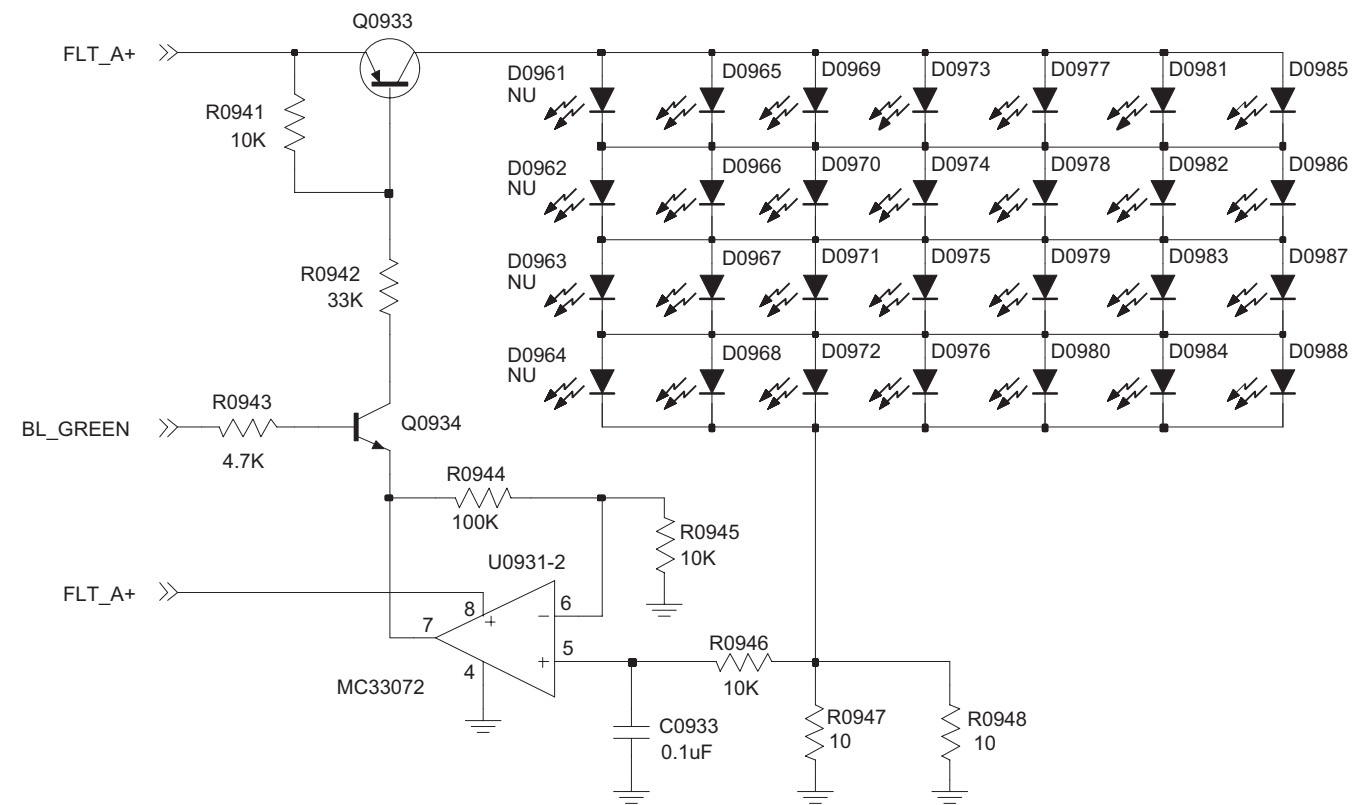 Q0933
FLT_A+
R0941
10K
D0961
NU
D0965
D0969
D0973
D0977
D0981
D0985
D0962
NU
D0966
D0970
D0974
D0978
D0982
D0986
R0942
33K
D0963
NU
D0967
D0971
D0975
D0979
D0983
D0987
D0964
NU
D0968
D0972
D0976
D0980
D0984
D0988
BL_GREEN
R0943
4.7K
Q0934
R0944
100K
R0945
10K
U0931-2
FLT_A+
8
+
− 6
7
+ 5
4
MC33072
R0946
10K
C0933
0.1uF
R0947
10
R0948
10